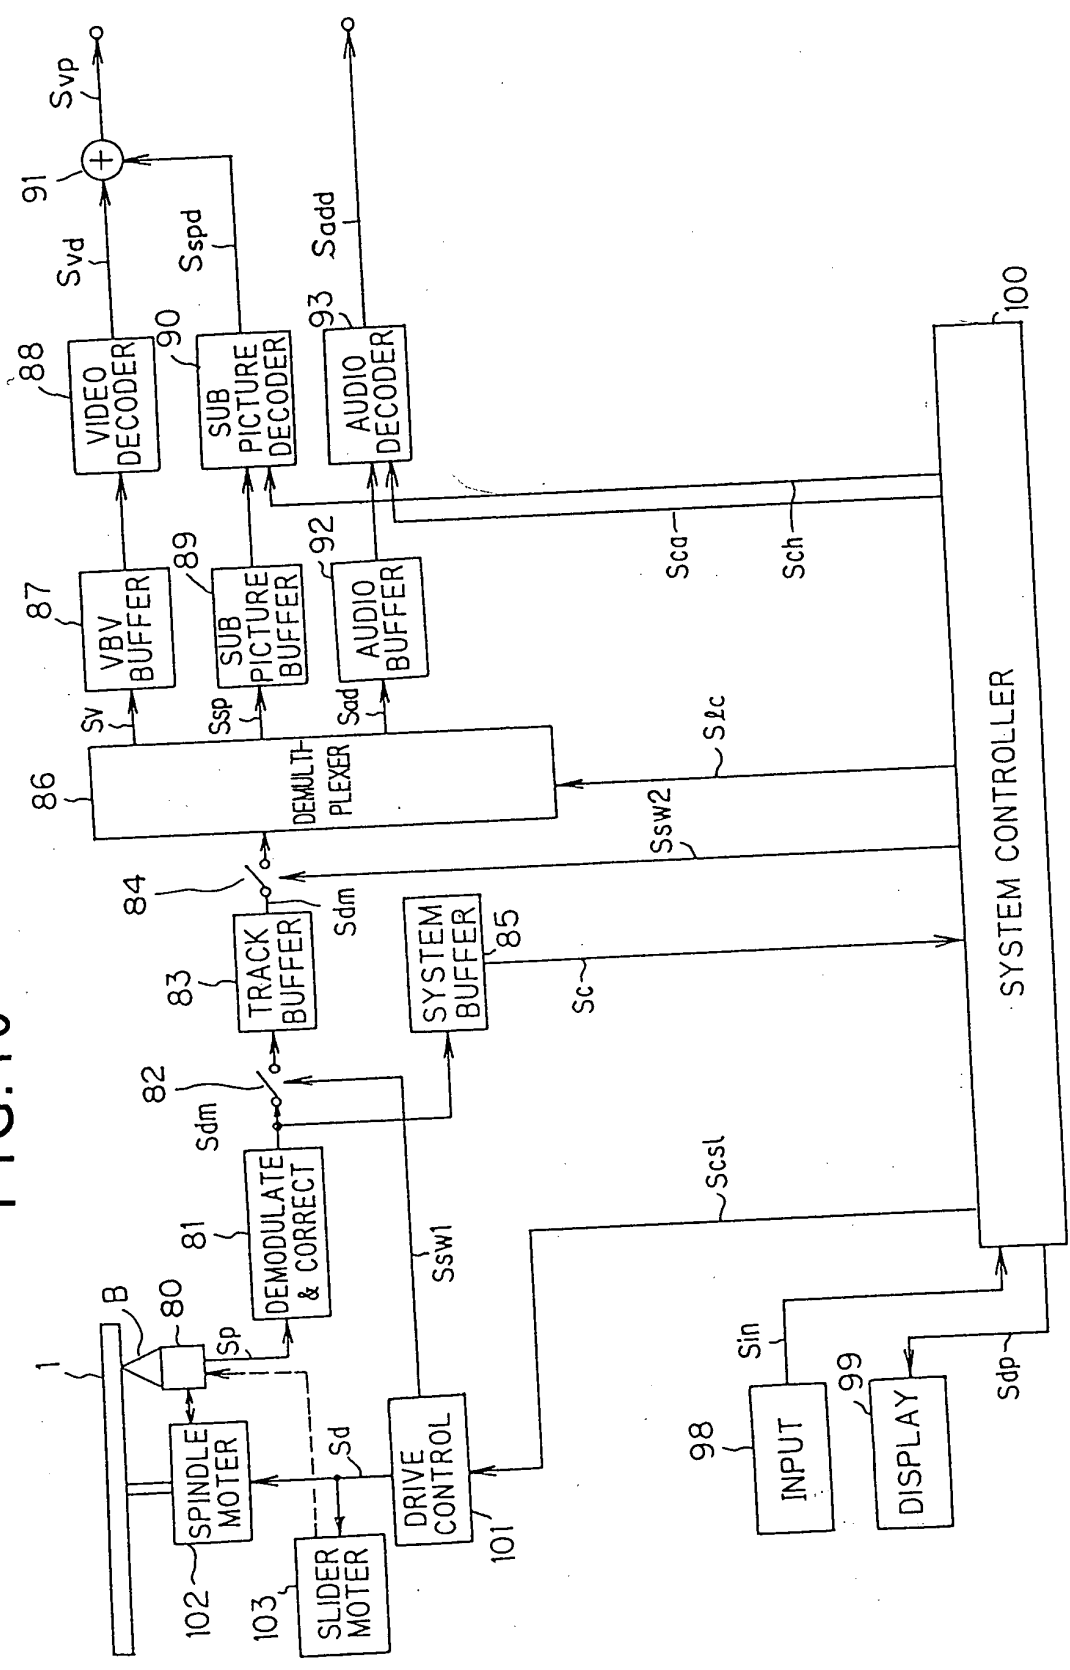 1
B
80
SPINDLE
MOTER
102
103
SLIDER
MOTER
Sd
Sp
DRIVE
CONTROL
101
81
DEMODULATE
& CORRECT
Sdm
82
Ssw1
TRACK
BUFFER
83
84
Sdm
SYSTEM
BUFFER
85
Sc
86
DEMULTI-
PLEXER
Ssw2
Slc
Sv
Ssp
Sad
87
VBV
BUFFER
89
SUB
PICTURE
BUFFER
92
AUDIO
BUFFER
88
VIDEO
DECODER
90
SUB
PICTURE
DECODER
93
AUDIO
DECODER
Svd
Sspd
Sadd
91
+
Svp
Sca
Sch
Scsl
98
INPUT
Sin
99
DISPLAY
Sdp
SYSTEM CONTROLLER
100